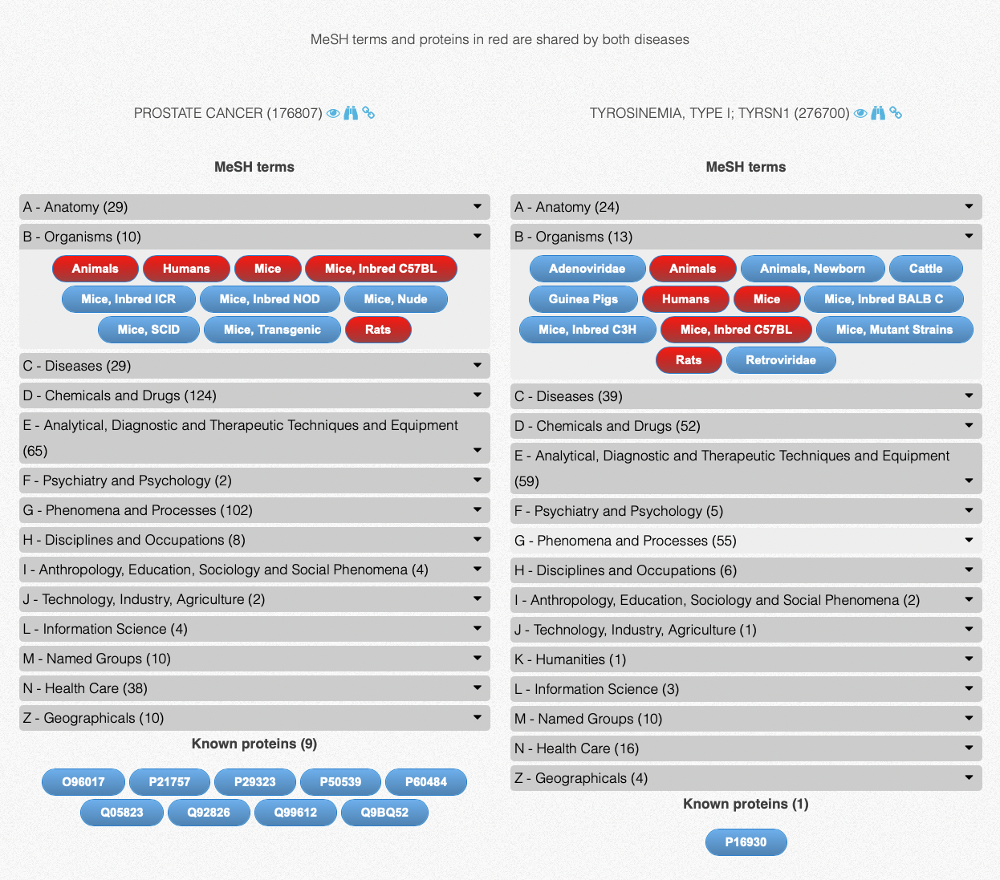 MeSH terms and proteins in red are shared by both diseases
PROSTATE CANCER (176807)
MeSH terms
A - Anatomy (29)
B - Organisms (10)
Animals Humans Mice Mice, Inbred C57BL
Mice, Inbred ICR Mice, Inbred NOD Mice, Nude
Mice, SCID Mice, Transgenic Rats
C - Diseases (29)
D - Chemicals and Drugs (124)
E - Analytical, Diagnostic and Therapeutic Techniques and Equipment
(65)
F - Psychiatry and Psychology (2)
G - Phenomena and Processes (102)
H - Disciplines and Occupations (8)
I - Anthropology, Education, Sociology and Social Phenomena (4)
J - Technology, Industry, Agriculture (2)
L - Information Science (4)
M - Named Groups (10)
N - Health Care (38)
Z - Geographicals (10)
Known proteins (9)
O96017 P21757 P29323 P50539 P60484
Q05823 Q92826 Q99612 Q9BQ52
TYROSINEMIA, TYPE I; TYRSN1 (276700)
MeSH terms
A - Anatomy (24)
B - Organisms (13)
Adenoviridae Animals Animals, Newborn Cattle
Guinea Pigs Humans Mice Mice, Inbred BALB C
Mice, Inbred C3H Mice, Inbred C57BL Mice, Mutant Strains
Rats Retroviridae
C - Diseases (39)
D - Chemicals and Drugs (52)
E - Analytical, Diagnostic and Therapeutic Techniques and Equipment
(59)
F - Psychiatry and Psychology (5)
G - Phenomena and Processes (55)
H - Disciplines and Occupations (6)
I - Anthropology, Education, Sociology and Social Phenomena (2)
J - Technology, Industry, Agriculture (1)
K - Humanities (1)
L - Information Science (3)
M - Named Groups (10)
N - Health Care (16)
Z - Geographicals (4)
Known proteins (1)
P16930